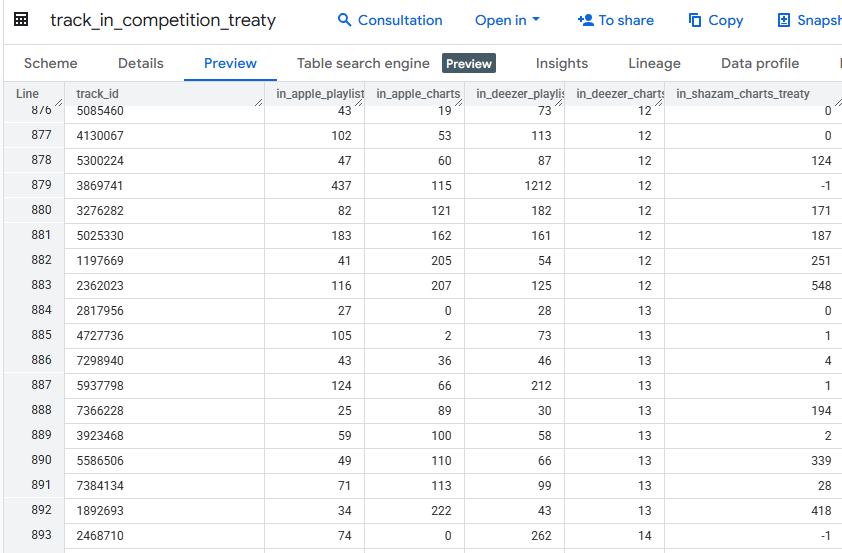 track_in_competition_treaty Consultation Open in To share Copy Snapsh
Scheme Details Preview Table search engine Preview Insights Lineage Data profile
Line track_id in_apple_playlist in_apple_charts in_deezer_playlis in_deezer_charts in_shazam_charts_treaty
876 5085460 43 19 73 12 0
877 4130067 102 53 113 12 0
878 5300224 47 60 87 12 124
879 3869741 437 115 1212 12 -1
880 3276282 82 121 182 12 171
881 5025330 183 162 161 12 187
882 1197669 41 205 54 12 251
883 2362023 116 207 125 12 548
884 2817956 27 0 28 13 0
885 4727736 105 2 73 13 1
886 7298940 43 36 46 13 4
887 5937798 124 66 212 13 1
888 7366228 25 89 30 13 194
889 3923468 59 100 58 13 2
890 5586506 49 110 66 13 339
891 7384134 71 113 99 13 28
892 1892693 34 222 43 13 418
893 2468710 74 0 262 14 -1